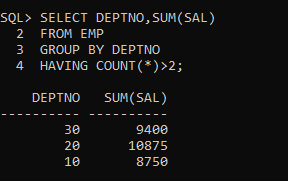 SQL> SELECT DEPTNO,SUM(SAL)
  2  FROM EMP
  3  GROUP BY DEPTNO
  4  HAVING COUNT(*)>2;

    DEPTNO   SUM(SAL)
---------- ----------
        30       9400
        20      10875
        10       8750